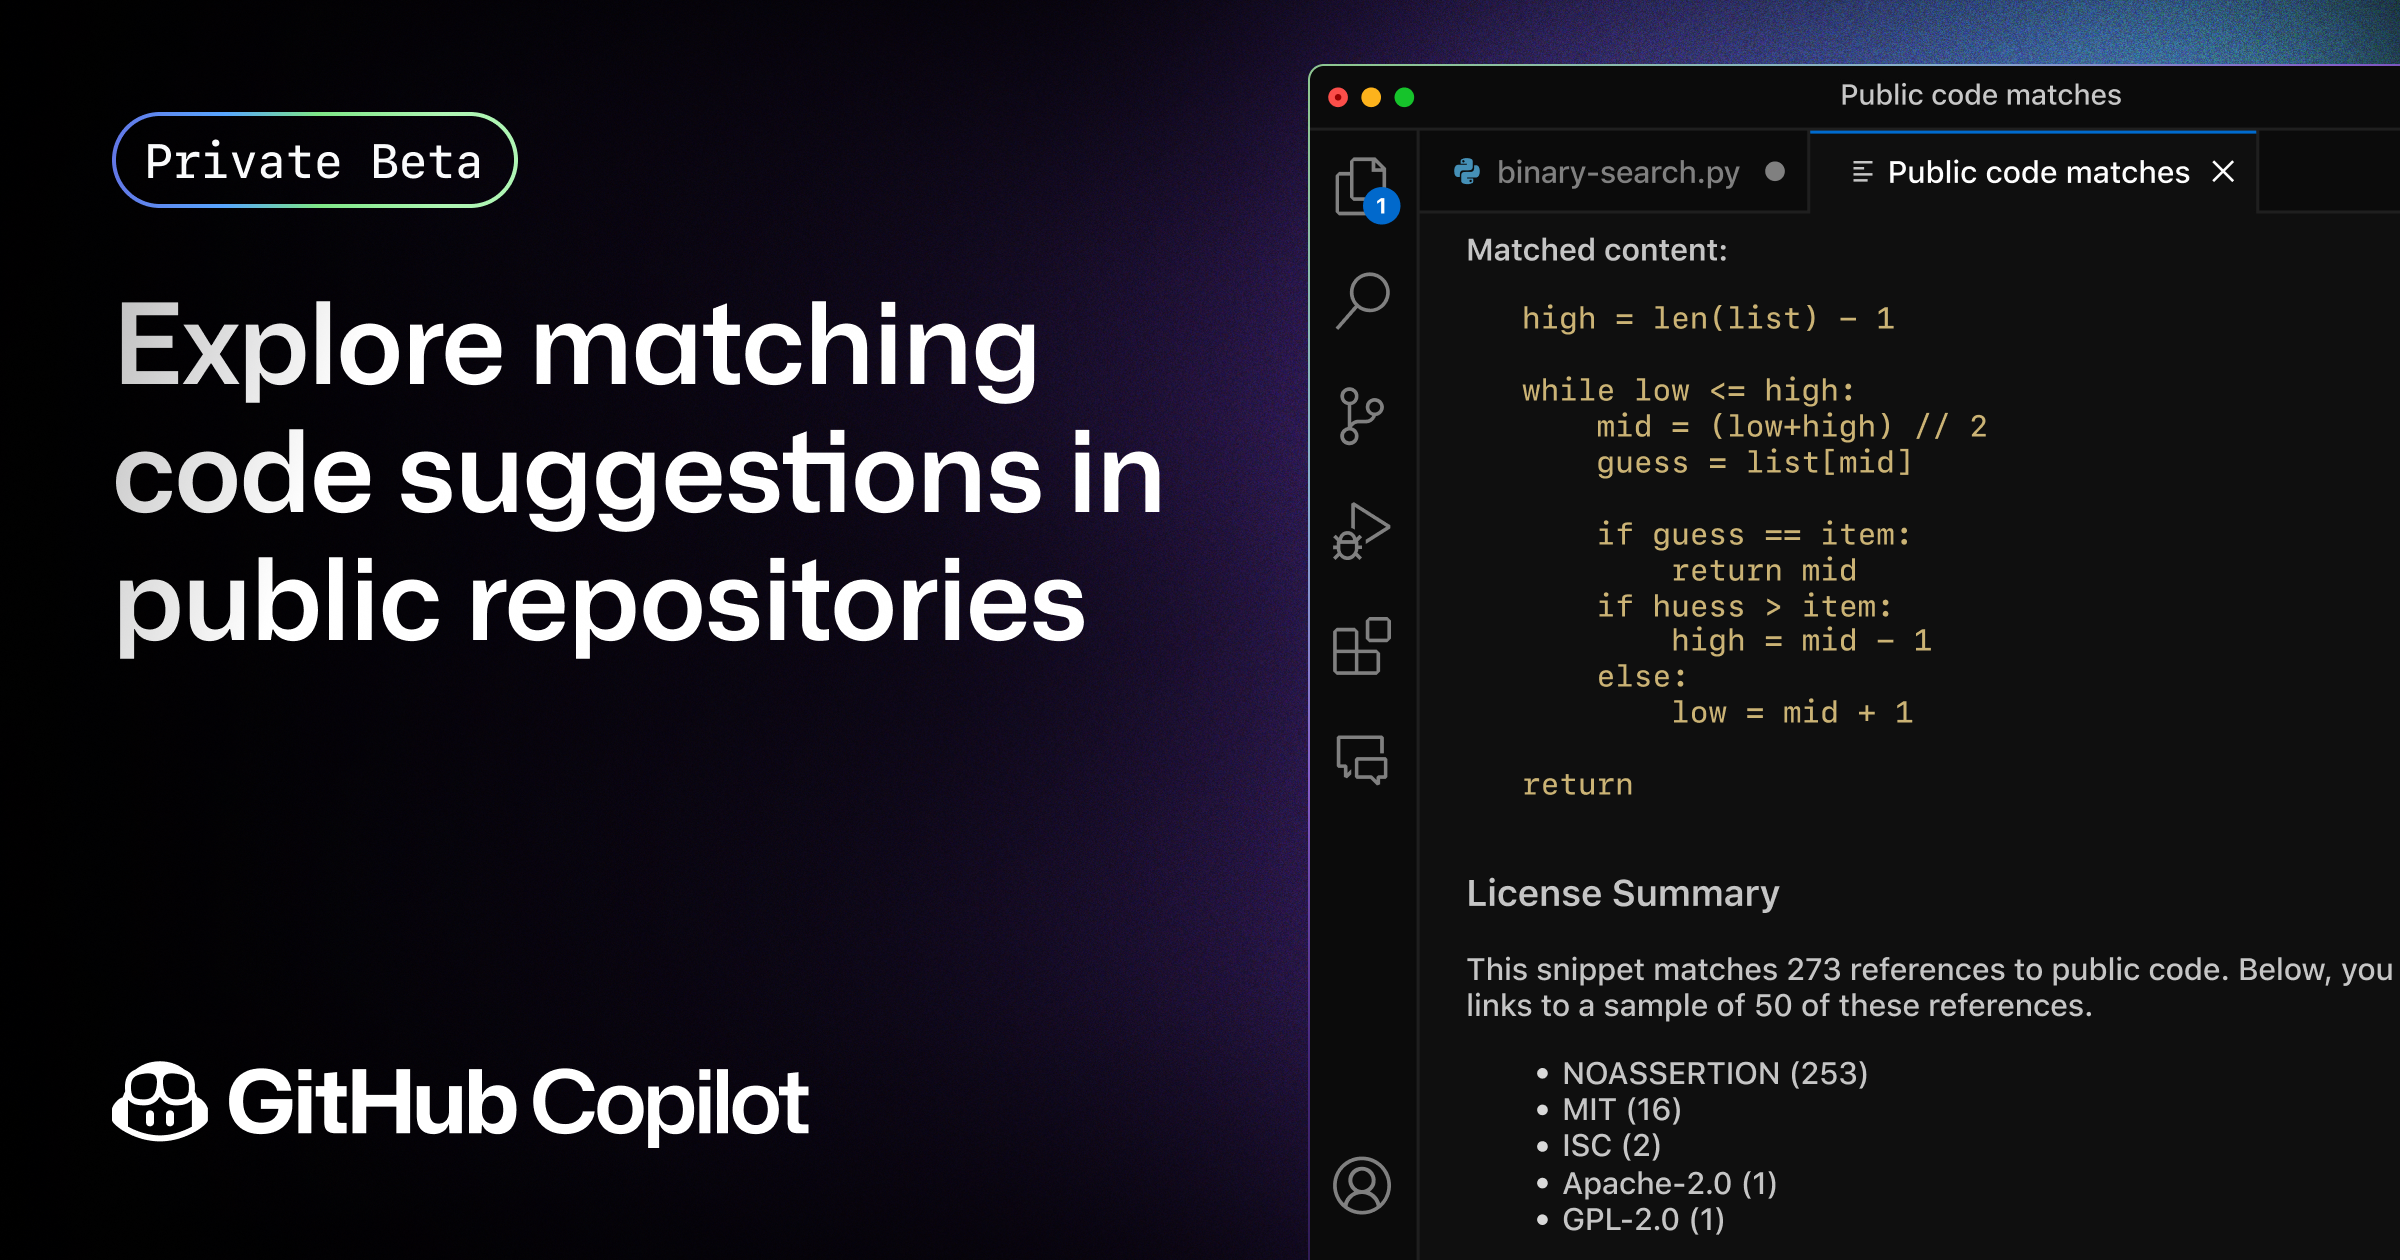 Private Beta
Explore matching
code suggestions in
public repositories
GitHub Copilot
Public code matches
1
binary-search.py
Public code matches
Matched content:
high = len(list) – 1
while low <= high:
mid = (low+high) // 2
guess = list[mid]
if guess == item:
return mid
if huess > item:
high = mid – 1
else:
low = mid + 1
return
License Summary
This snippet matches 273 references to public code. Below, you
links to a sample of 50 of these references.
• NOASSERTION (253)
• MIT (16)
• ISC (2)
• Apache-2.0 (1)
• GPL-2.0 (1)